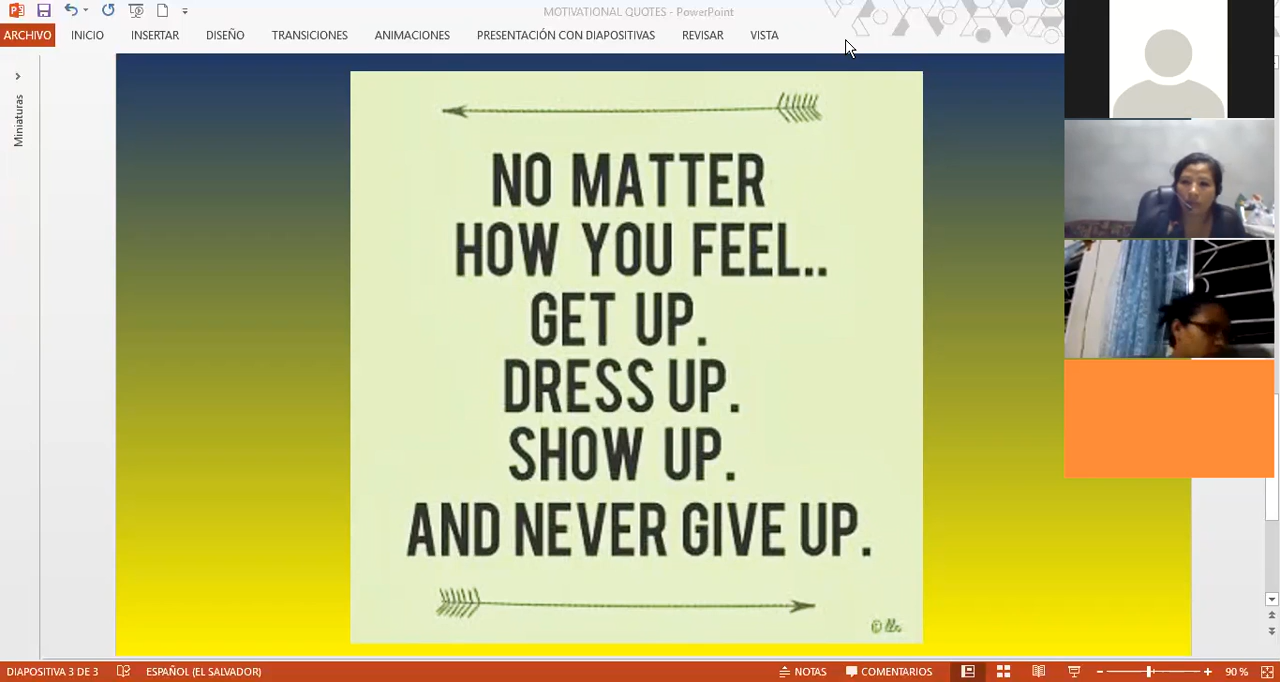 MOTIVATIONAL QUOTES - PowerPoint
ARCHIVO INICIO INSERTAR DISEÑO TRANSICIONES ANIMACIONES PRESENTACIÓN CON DIAPOSITIVAS REVISAR VISTA
Miniaturas
NO MATTER
HOW YOU FEEL..
GET UP.
DRESS UP.
SHOW UP.
AND NEVER GIVE UP.
DIAPOSITIVA 3 DE 3 ESPAÑOL (EL SALVADOR) NOTAS COMENTARIOS 90 %